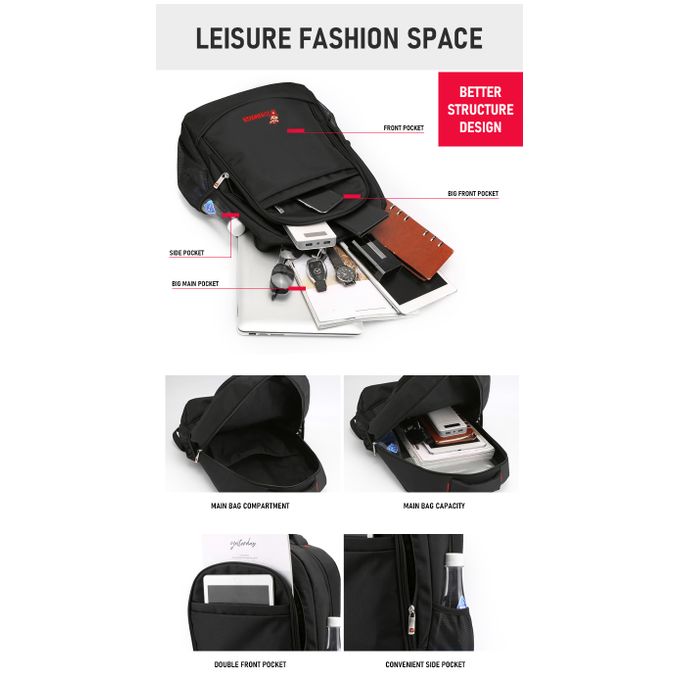 LEISURE FASHION SPACE
BETTER
STRUCTURE
DESIGN
FRONT POCKET
BIG FRONT POCKET
SIDE POCKET
BIG MAIN POCKET
MAIN BAG COMPARTMENT
MAIN BAG CAPACITY
yesterday
DOUBLE FRONT POCKET
CONVENIENT SIDE POCKET